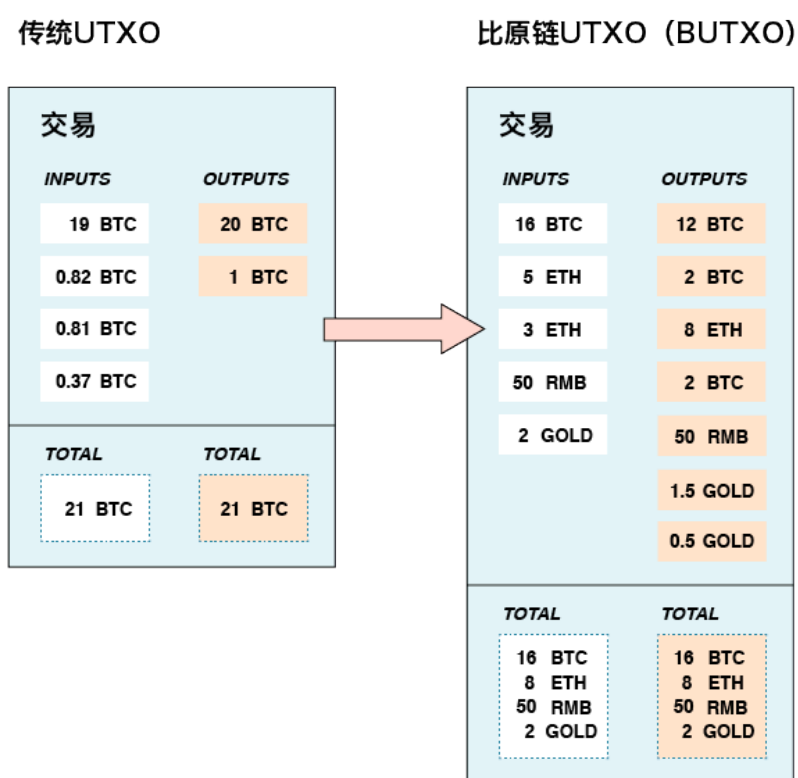 传统UTXO
比原链UTXO（BUTXO）
交易
INPUTS OUTPUTS
19 BTC 20 BTC
0.82 BTC 1 BTC
0.81 BTC
0.37 BTC
TOTAL TOTAL
21 BTC 21 BTC
交易
INPUTS OUTPUTS
16 BTC 12 BTC
5 ETH 2 BTC
3 ETH 8 ETH
50 RMB 2 BTC
2 GOLD 50 RMB
1.5 GOLD
0.5 GOLD
TOTAL TOTAL
16 BTC 16 BTC
8 ETH 8 ETH
50 RMB 50 RMB
2 GOLD 2 GOLD